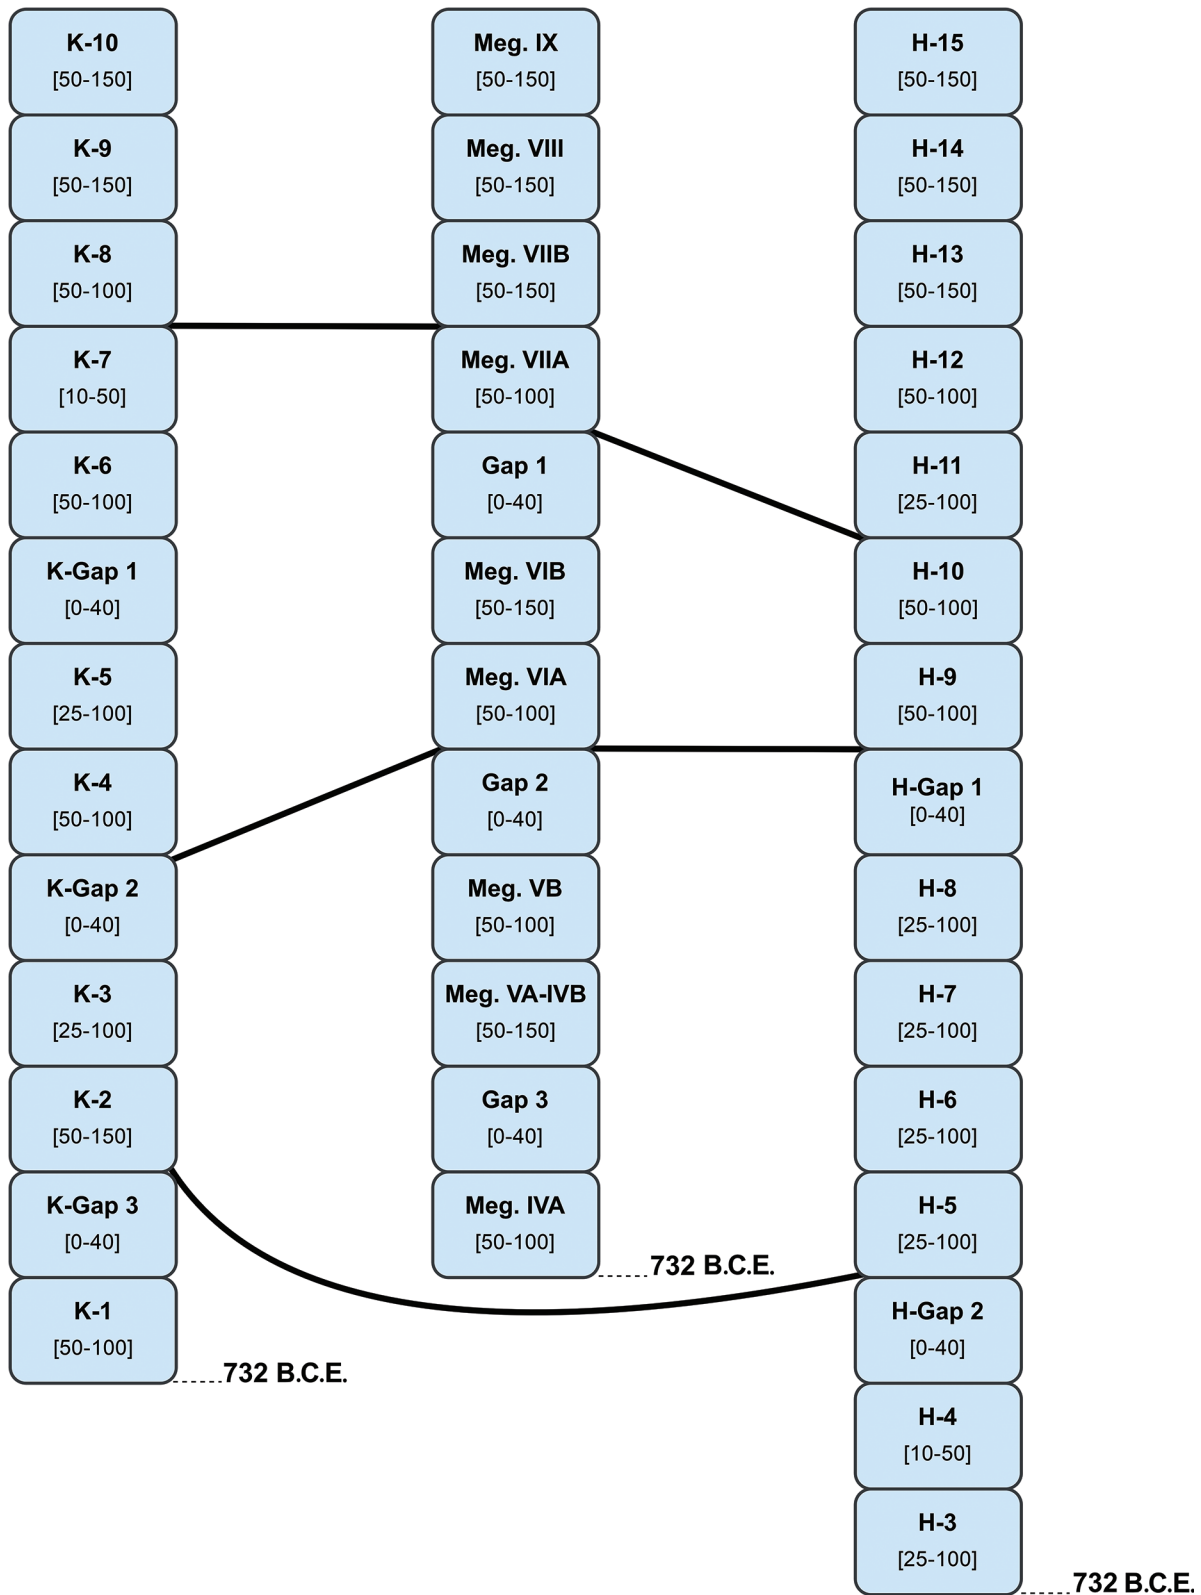 K-10
[50-150]
K-9
[50-150]
K-8
[50-100]
K-7
[10-50]
K-6
[50-100]
K-Gap 1
[0-40]
K-5
[25-100]
K-4
[50-100]
K-Gap 2
[0-40]
K-3
[25-100]
K-2
[50-150]
K-Gap 3
[0-40]
K-1
[50-100]
732 B.C.E.
Meg. IX
[50-150]
Meg. VIII
[50-150]
Meg. VIIB
[50-150]
Meg. VIIA
[50-100]
Gap 1
[0-40]
Meg. VIB
[50-150]
Meg. VIA
[50-100]
Gap 2
[0-40]
Meg. VB
[50-100]
Meg. VA-IVB
[50-150]
Gap 3
[0-40]
Meg. IVA
[50-100]
732 B.C.E.
H-15
[50-150]
H-14
[50-150]
H-13
[50-150]
H-12
[50-100]
H-11
[25-100]
H-10
[50-100]
H-9
[50-100]
H-Gap 1
[0-40]
H-8
[25-100]
H-7
[25-100]
H-6
[25-100]
H-5
[25-100]
H-Gap 2
[0-40]
H-4
[10-50]
H-3
[25-100]
732 B.C.E.